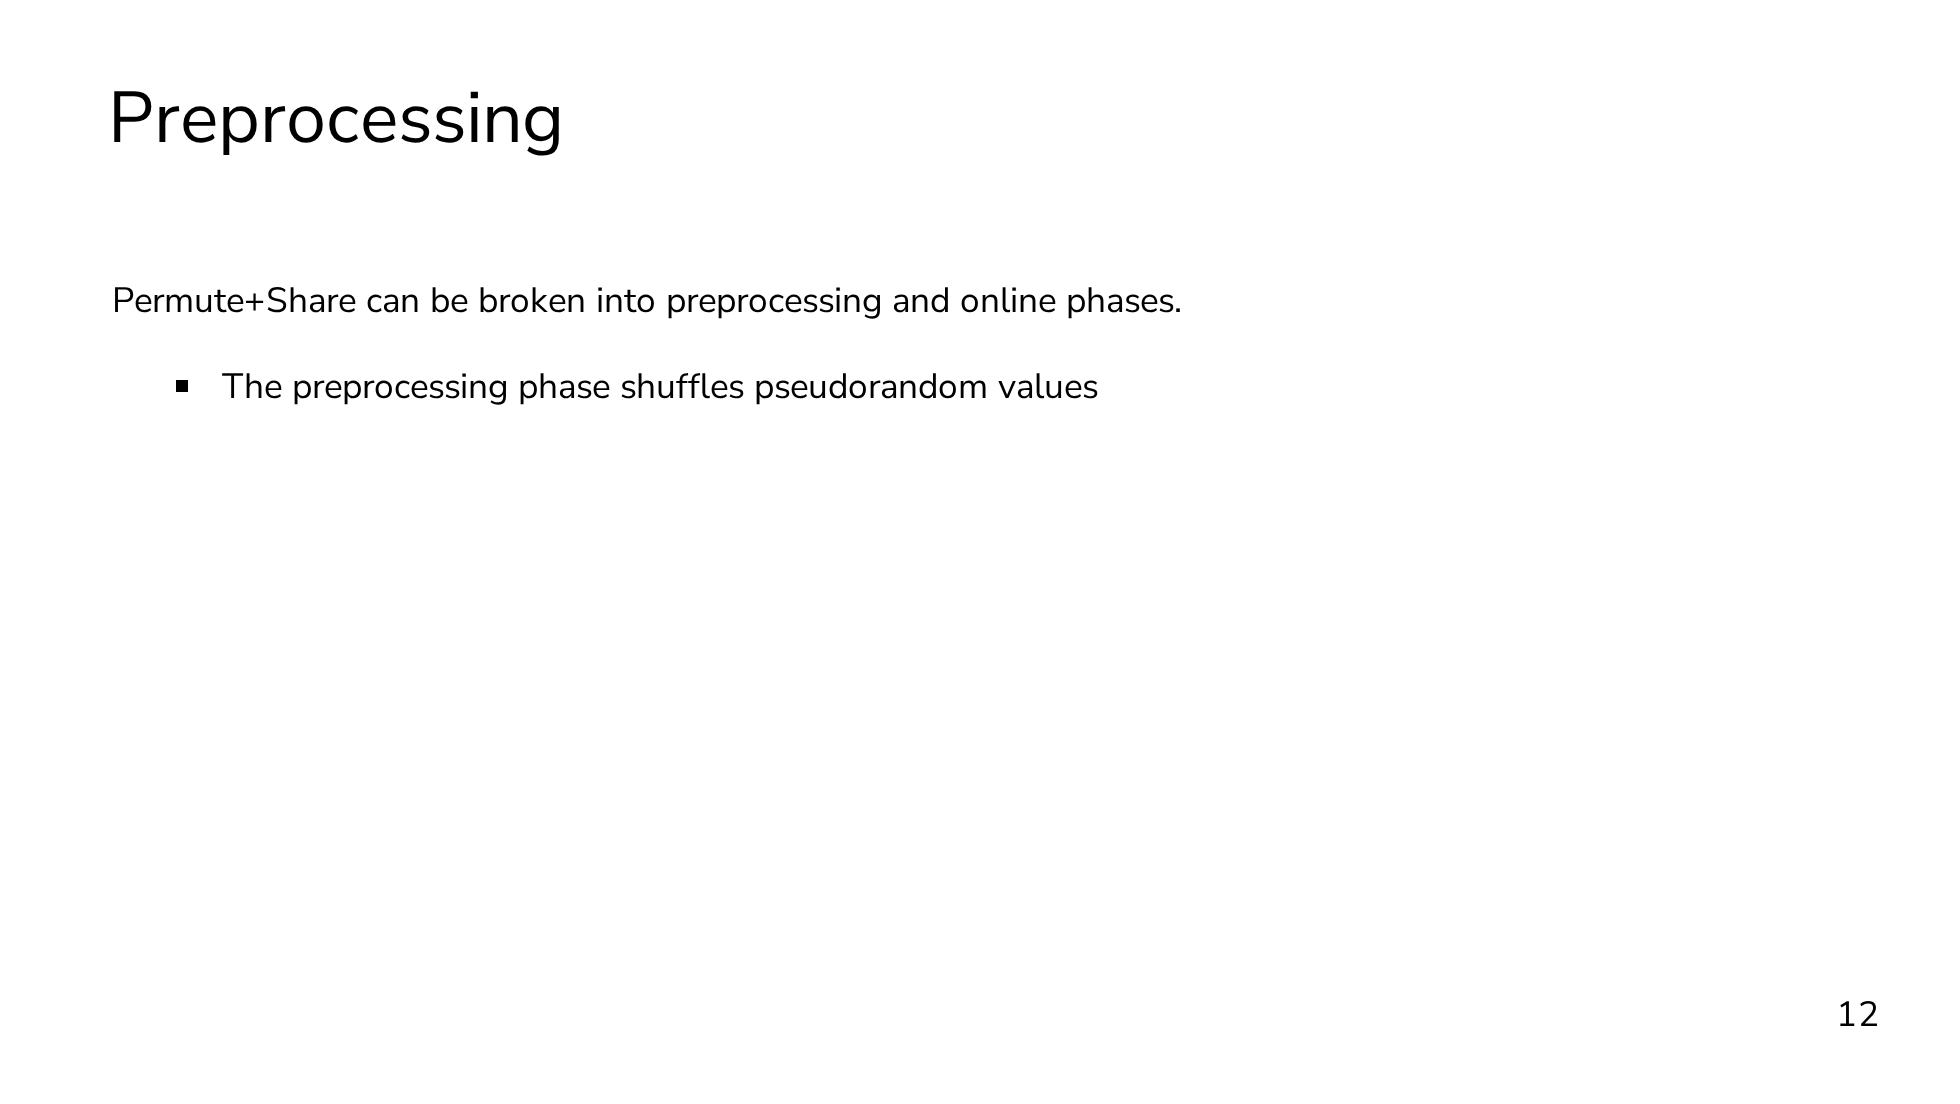 Preprocessing
Permute+Share can be broken into preprocessing and online phases.
▪ The preprocessing phase shuffles pseudorandom values
12